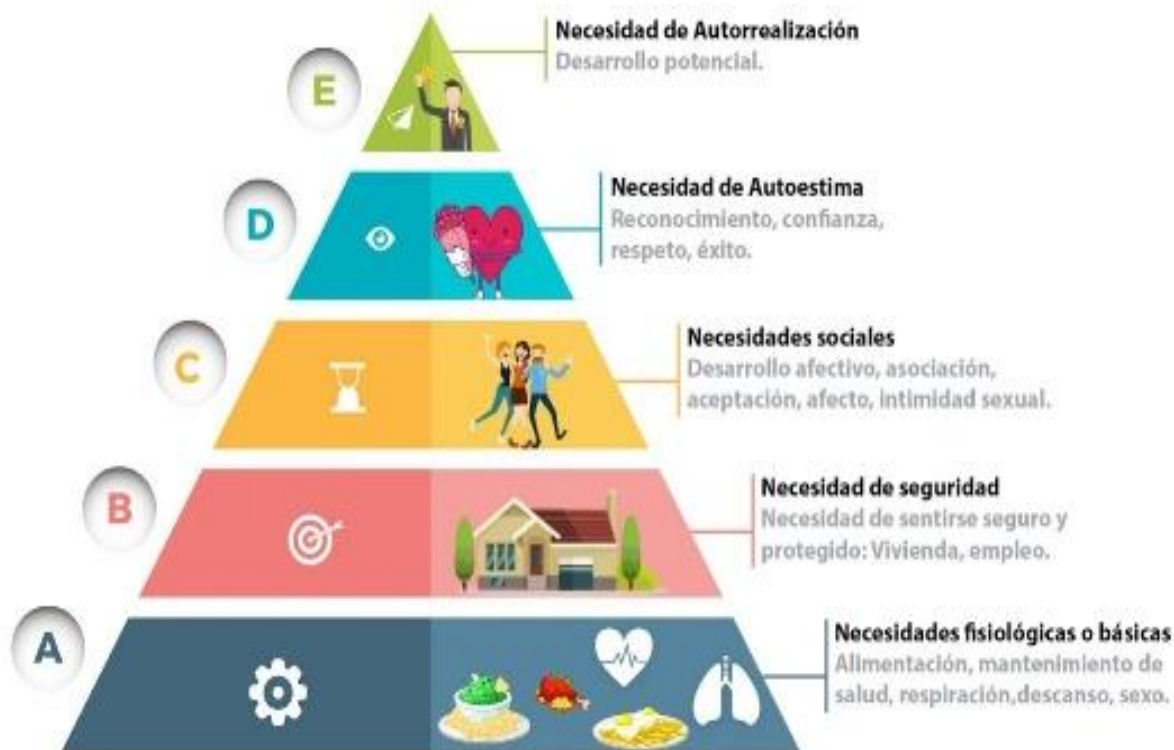 E
Necesidad de Autorrealización
Desarrollo potencial.
D
Necesidad de Autoestima
Reconocimiento, confianza,
respeto, éxito.
C
Necesidades sociales
Desarrollo afectivo, asociación,
aceptación, afecto, intimidad sexual.
B
Necesidad de seguridad
Necesidad de sentirse seguro y
protegido: Vivienda, empleo.
A
Necesidades fisiológicas o básicas
Alimentación, mantenimiento de
salud, respiración,descanso, sexo.